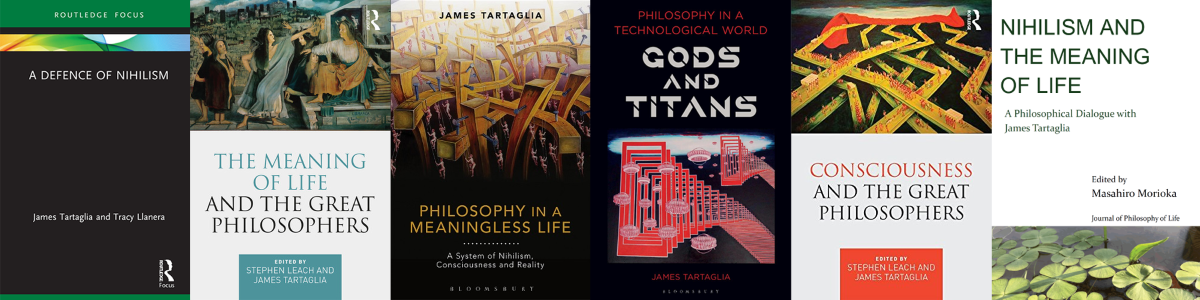 ROUTLEDGE FOCUS
A DEFENCE OF NIHILISM
James Tartaglia and Tracy Llanera
R
ROUTLEDGE
Focus
R
THE MEANING
OF LIFE
AND THE GREAT
PHILOSOPHERS
EDITED BY
STEPHEN LEACH AND
JAMES TARTAGLIA
JAMES TARTAGLIA
PHILOSOPHY IN A
MEANINGLESS LIFE
A System of Nihilism,
Consciousness and Reality
BLOOMSBURY
PHILOSOPHY IN A
TECHNOLOGICAL WORLD
GODS
AND
TITANS
JAMES TARTAGLIA
BLOOMSBURY
R
CONSCIOUSNESS
AND THE GREAT
PHILOSOPHERS
EDITED BY
STEPHEN LEACH AND
JAMES TARTAGLIA
NIHILISM AND
THE MEANING
OF LIFE
A Philosophical Dialogue with
James Tartaglia
Edited by
Masahiro Morioka
Journal of Philosophy of Life